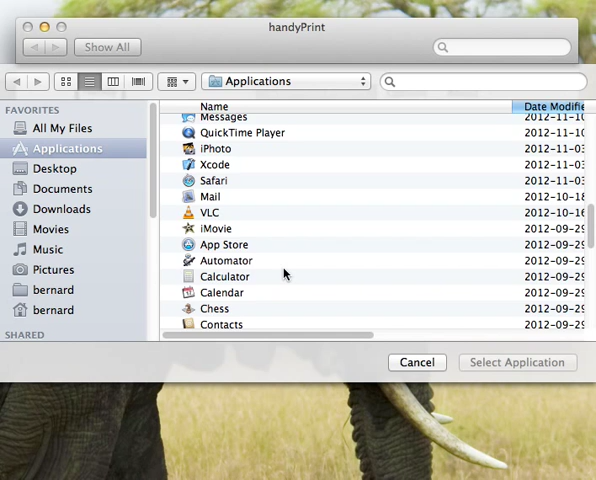 handyPrint
Show All
Applications
FAVORITES
All My Files
Applications
Desktop
Documents
Downloads
Movies
Music
Pictures
bernard
bernard
SHARED
Name Date Modifie
Messages 2012-11-10
QuickTime Player 2012-11-10
iPhoto 2012-11-03
Xcode 2012-11-03
Safari 2012-11-03
Mail 2012-10-18
VLC 2012-10-16
iMovie 2012-09-29
App Store 2012-09-29
Automator 2012-09-29
Calculator 2012-09-29
Calendar 2012-09-29
Chess 2012-09-29
Contacts 2012-09-29
Cancel Select Application